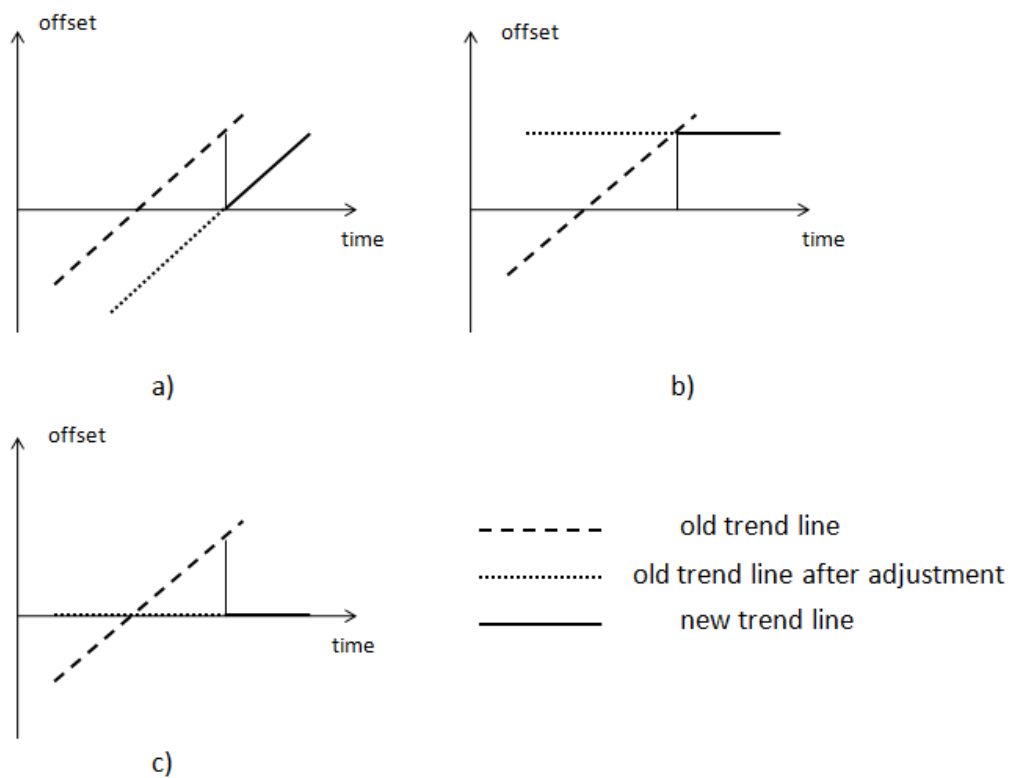 offset
time
a)
offset
time
b)
offset
time
c)
old trend line
old trend line after adjustment
new trend line